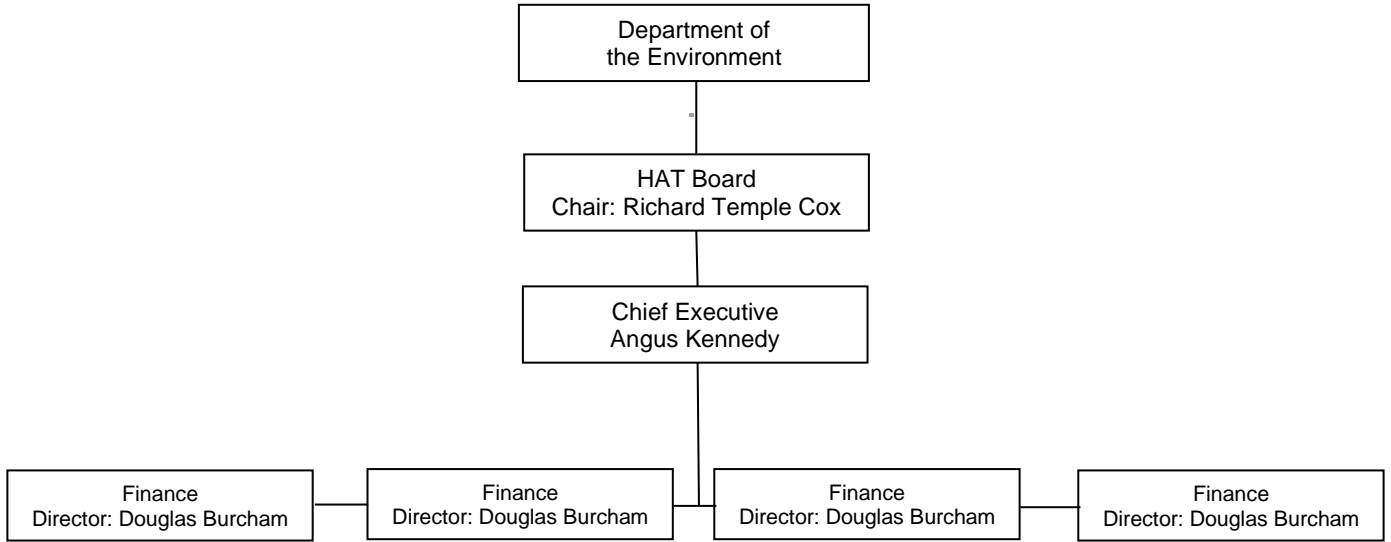 Department of
the Environment
HAT Board
Chair: Richard Temple Cox
Chief Executive
Angus Kennedy
Finance
Director: Douglas Burcham
Finance
Director: Douglas Burcham
Finance
Director: Douglas Burcham
Finance
Director: Douglas Burcham